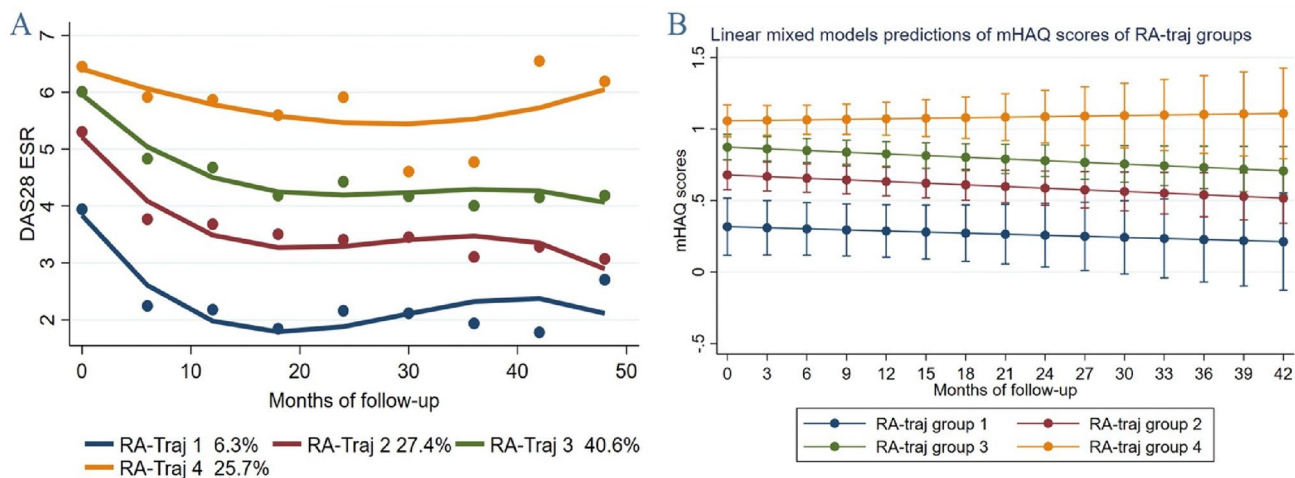 A
7
6
5
4
3
2
DAS28 ESR
0 10 20 30 40 50
Months of follow-up
RA-Traj 1 6.3% RA-Traj 2 27.4% RA-Traj 3 40.6%
RA-Traj 4 25.7%
B
Linear mixed models predictions of mHAQ scores of RA-traj groups
1.5
1
.5
0
-.5
mHAQ scores
0 3 6 9 12 15 18 21 24 27 30 33 36 39 42
Months of follow-up
RA-traj group 1 RA-traj group 2
RA-traj group 3 RA-traj group 4